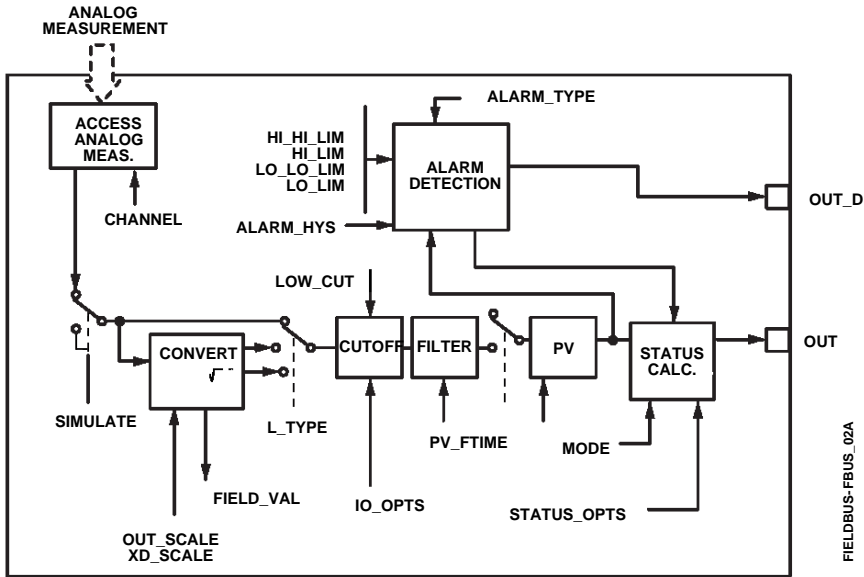 ANALOG
MEASUREMENT
ACCESS
ANALOG
MEAS.
CHANNEL
ALARM_TYPE
HI_HI_LIM
HI_LIM
LO_LO_LIM
LO_LIM
ALARM
DETECTION
ALARM_HYS
OUT_D
LOW_CUT
CONVERT
CUTOFF
FILTER
PV
STATUS
CALC.
OUT
SIMULATE
L_TYPE
PV_FTIME
MODE
FIELD_VAL
IO_OPTS
STATUS_OPTS
OUT_SCALE
XD_SCALE
FIELDBUS-FBUS_02A